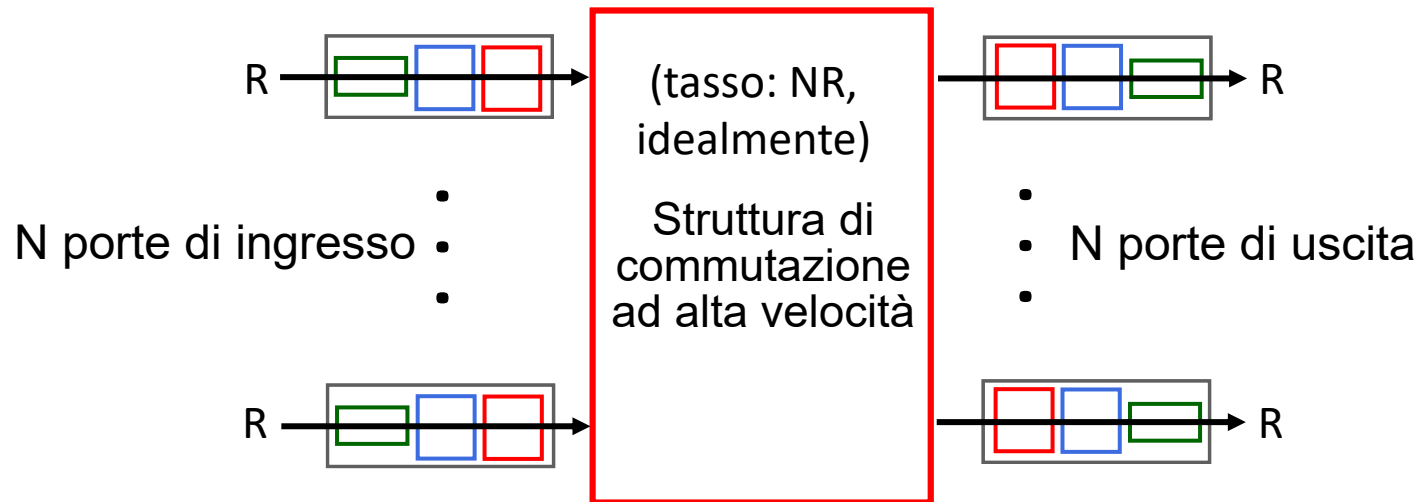 R
(tasso: NR,
idealmente)
R
N porte di ingresso
Struttura di
commutazione
ad alta velocità
N porte di uscita
R
R